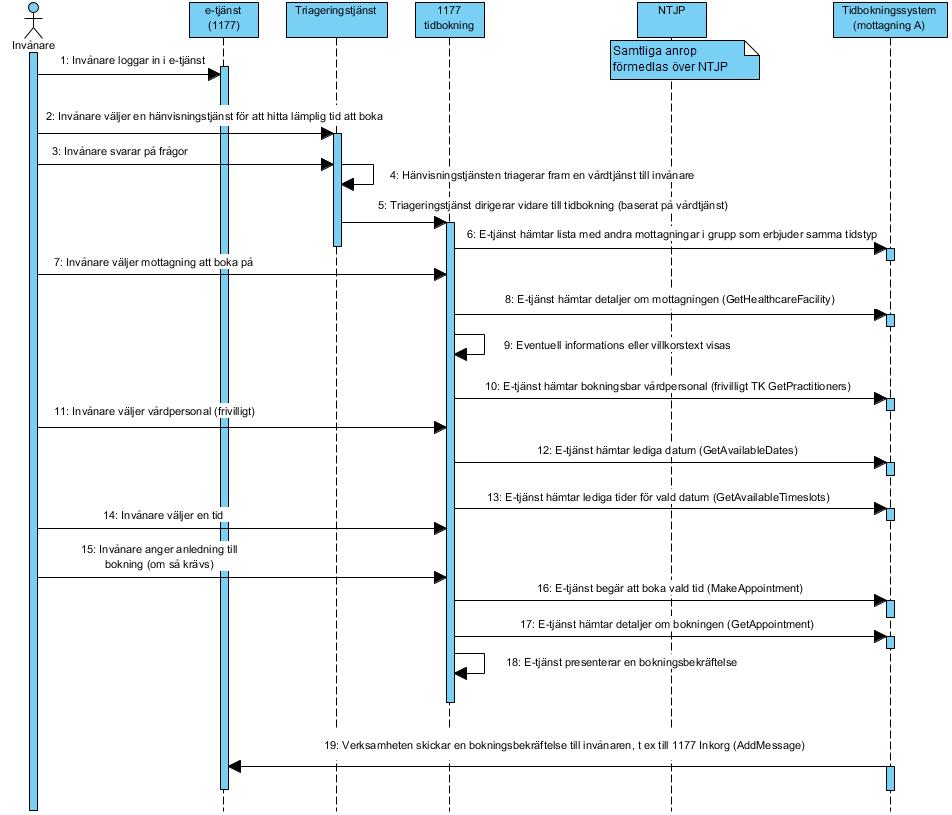 Invånare
e-tjänst
(1177)
Triageringstjänst
1177
tidbokning
NTJP
Tidbokningssystem
(mottagning A)
Samtliga anrop
förmedlas över NTJP
1: Invånare loggar in i e-tjänst
2: Invånare väljer en hänvisningstjänst för att hitta lämplig tid att boka
3: Invånare svarar på frågor
4: Hänvisningstjänsten triagerar fram en vårdtjänst till invånare
5: Triageringstjänst dirigerar vidare till tidbokning (baserat på vårdtjänst)
6: E-tjänst hämtar lista med andra mottagningar i grupp som erbjuder samma tidstyp
7: Invånare väljer mottagning att boka på
8: E-tjänst hämtar detaljer om mottagningen (GetHealthcareFacility)
9: Eventuell informations eller villkorstext visas
10: E-tjänst hämtar bokningsbar vårdpersonal (frivilligt TK GetPractitioners)
11: Invånare väljer vårdpersonal (frivilligt)
12: E-tjänst hämtar lediga datum (GetAvailableDates)
13: E-tjänst hämtar lediga tider för vald datum (GetAvailableTimeslots)
14: Invånare väljer en tid
15: Invånare anger anledning till
bokning (om så krävs)
16: E-tjänst begär att boka vald tid (MakeAppointment)
17: E-tjänst hämtar detaljer om bokningen (GetAppointment)
18: E-tjänst presenterar en bokningsbekräftelse
19: Verksamheten skickar en bokningsbekräftelse till invånaren, t ex till 1177 Inkorg (AddMessage)